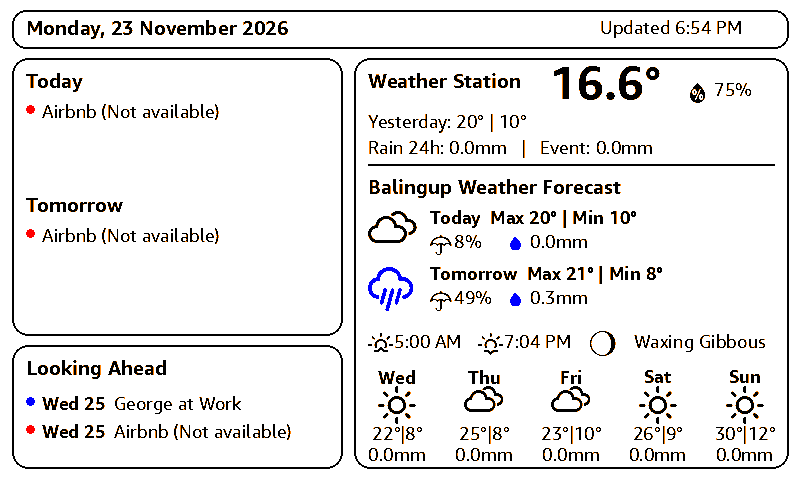 Monday, 23 November 2026
Updated 6:54 PM
Today
Airbnb (Not available)
Tomorrow
Airbnb (Not available)
Looking Ahead
Wed 25 George at Work
Wed 25 Airbnb (Not available)
Weather Station 16.6° 75%
Yesterday: 20° | 10°
Rain 24h: 0.0mm | Event: 0.0mm
Balingup Weather Forecast
Today Max 20° | Min 10°
8% 0.0mm
Tomorrow Max 21° | Min 8°
49% 0.3mm
5:00 AM 7:04 PM Waxing Gibbous
Wed Thu Fri Sat Sun
22°|8° 25°|8° 23°|10° 26°|9° 30°|12°
0.0mm 0.0mm 0.0mm 0.0mm 0.0mm